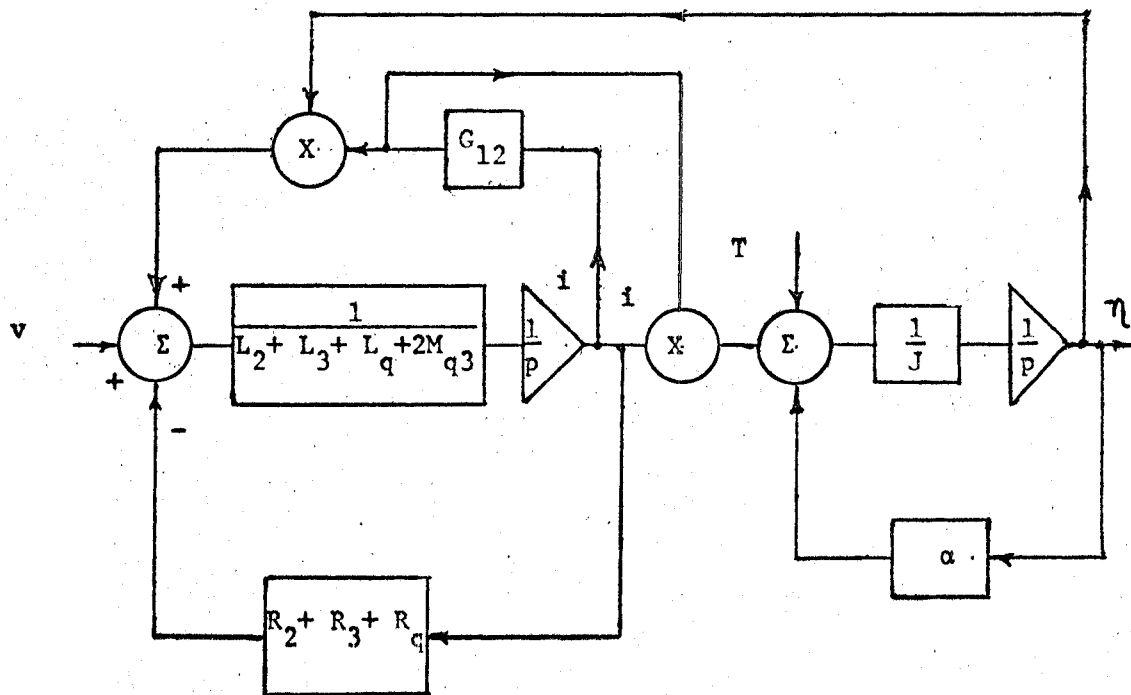 X
G12
T
i
i
η
v
+
Σ
+
-
1
L2+ L3+ Lq+2Mq3
1
p
X
Σ
1
J
1
p
α
R2+ R3+ Rq